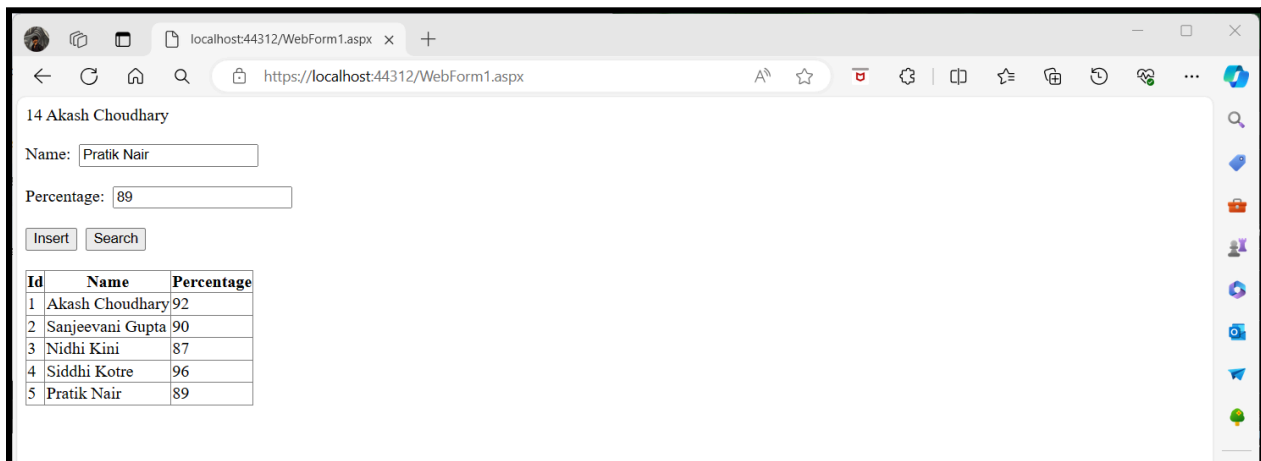 localhost:44312/WebForm1.aspx
https://localhost:44312/WebForm1.aspx
14 Akash Choudhary
Name: Pratik Nair
Percentage: 89
Insert Search
Id Name Percentage
1 Akash Choudhary 92
2 Sanjeevani Gupta 90
3 Nidhi Kini 87
4 Siddhi Kotre 96
5 Pratik Nair 89